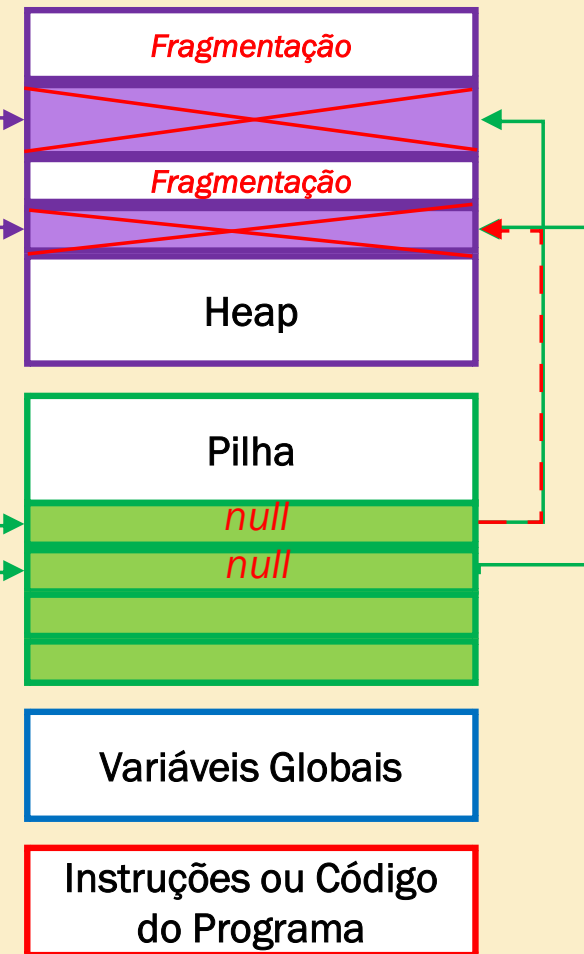 Fragmentação
Fragmentação
Heap
Pilha
null
null
Variáveis Globais
Instruções ou Código
do Programa